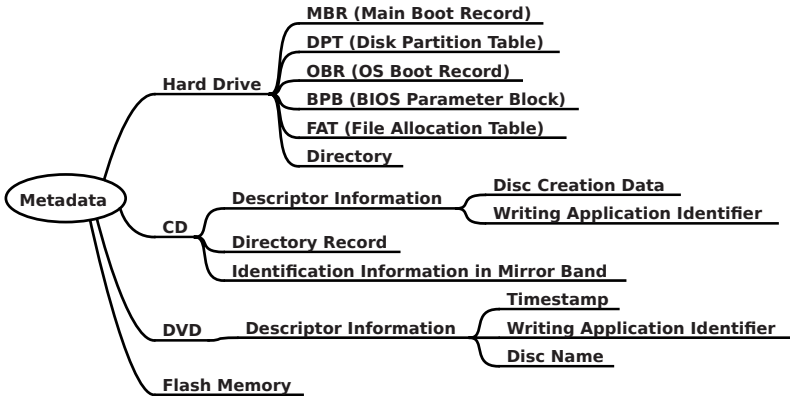 MBR (Main Boot Record)
DPT (Disk Partition Table)
OBR (OS Boot Record)
Hard Drive
BPB (BIOS Parameter Block)
FAT (File Allocation Table)
Directory
Metadata
Descriptor Information
Disc Creation Data
Writing Application Identifier
CD
Directory Record
Identification Information in Mirror Band
DVD
Descriptor Information
Timestamp
Writing Application Identifier
Disc Name
Flash Memory